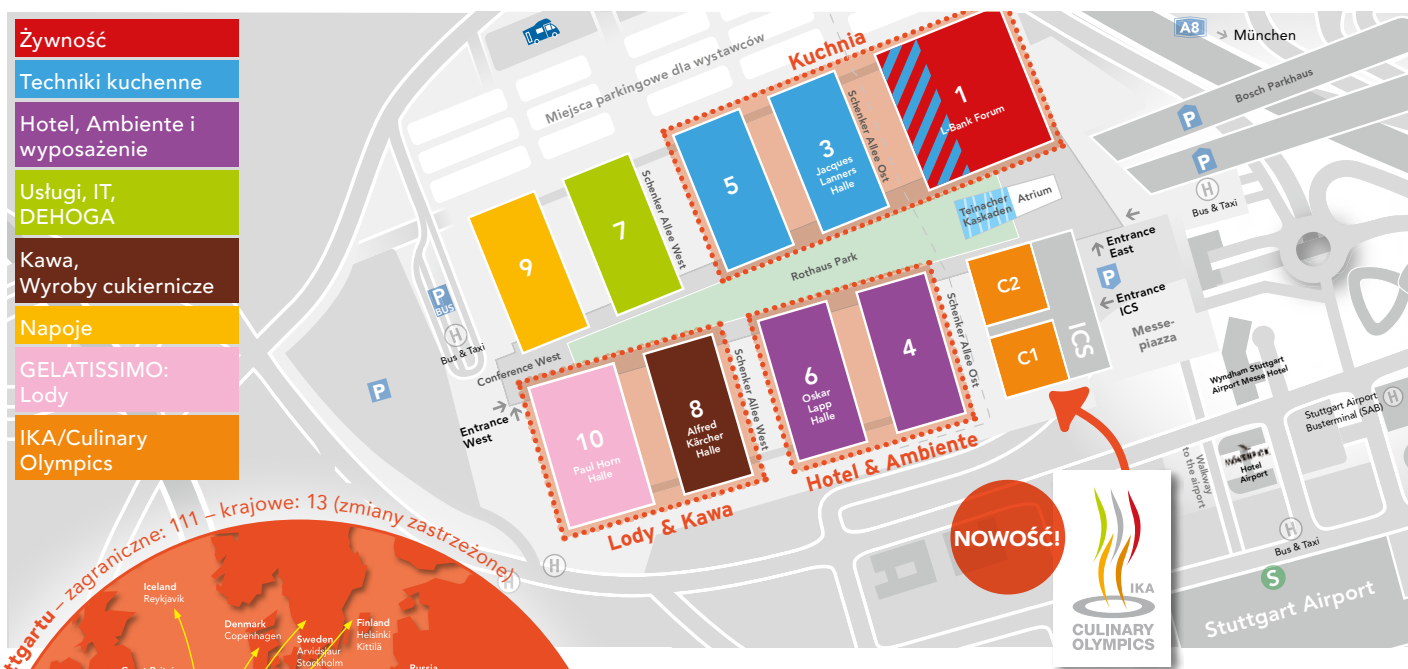 Żywność
Techniki kuchenne
Hotel, Ambiente i
wyposażenie
Usługi, IT,
DEHOGA
Kawa,
Wyroby cukiernicze
Napoje
GELATISSIMO:
Lody
IKA/Culinary
Olympics
Miejsca parkingowe dla wystawców
Kuchnia
1
L-Bank Forum
Schenker Allee Ost
3
Jacques
Lanners
Halle
5
Schenker Allee West
7
9
A8
München
Bosch Parkhaus
P
P
H
Bus & Taxi
Teinacher
Kaskaden
Atrium
Rothaus Park
Entrance
East
P
Entrance
ICS
Messe-
piazza
C2
C1
ICS
Schenker Allee Ost
4
6
Oskar
Lapp
Halle
Hotel & Ambiente
Schenker Allee West
8
Alfred
Kärcher
Halle
10
Paul Horn
Halle
Lody & Kawa
Conference West
Entrance
West
P
BUS
H
Bus & Taxi
P
H
H
Wyndham Stuttgart
Airport Messe Hotel
Stuttgart Airport
Busterminal (SAB)
H
Walkway
to the airport
MÖVENPICK
Hotel
Airport
H
Bus & Taxi
S
Stuttgart Airport
NOWOŚĆ!
IKA
CULINARY
OLYMPICS
ttgartu – zagraniczne: 111 – krajowe: 13 (zmiany zastrzeżone)
Iceland
Reykjavik
Denmark
Copenhagen
Sweden
Arvidsjaur
Stockholm
Finland
Helsinki
Kittilä
Russia